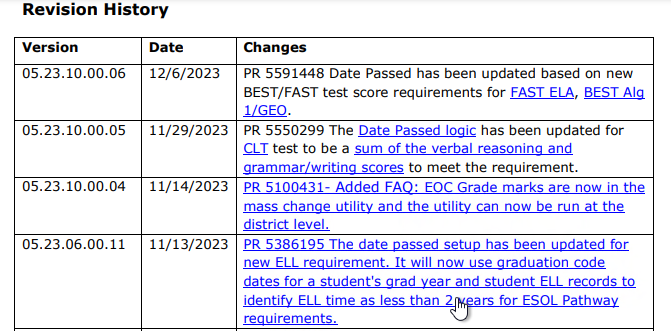 Revision History
Version Date Changes
05.23.10.00.06 12/6/2023 PR 5591448 Date Passed has been updated based on new
BEST/FAST test score requirements for FAST ELA, BEST Alg
1/GEO.
05.23.10.00.05 11/29/2023 PR 5550299 The Date Passed logic has been updated for
CLT test to be a sum of the verbal reasoning and
grammar/writing scores to meet the requirement.
05.23.10.00.04 11/14/2023 PR 5100431- Added FAQ: EOC Grade marks are now in the
mass change utility and the utility can now be run at the
district level.
05.23.06.00.11 11/13/2023 PR 5386195 The date passed setup has been updated for
new ELL requirement. It will now use graduation code
dates for a student's grad year and student ELL records to
identify ELL time as less than 2 years for ESOL Pathway
requirements.